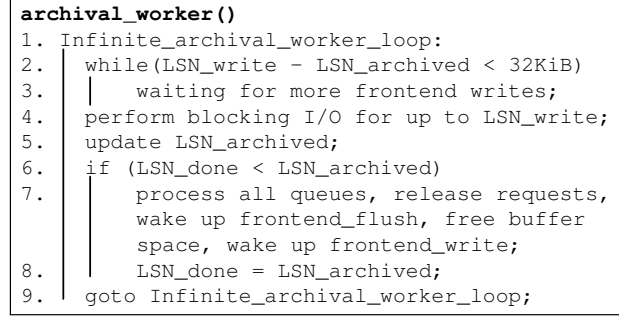 archival_worker()
1. Infinite_archival_worker_loop:
2. while(LSN_write - LSN_archived < 32KiB)
3. waiting for more frontend writes;
4. perform blocking I/O for up to LSN_write;
5. update LSN_archived;
6. if (LSN_done < LSN_archived)
7. process all queues, release requests,
wake up frontend_flush, free buffer
space, wake up frontend_write;
8. LSN_done = LSN_archived;
9. goto Infinite_archival_worker_loop;